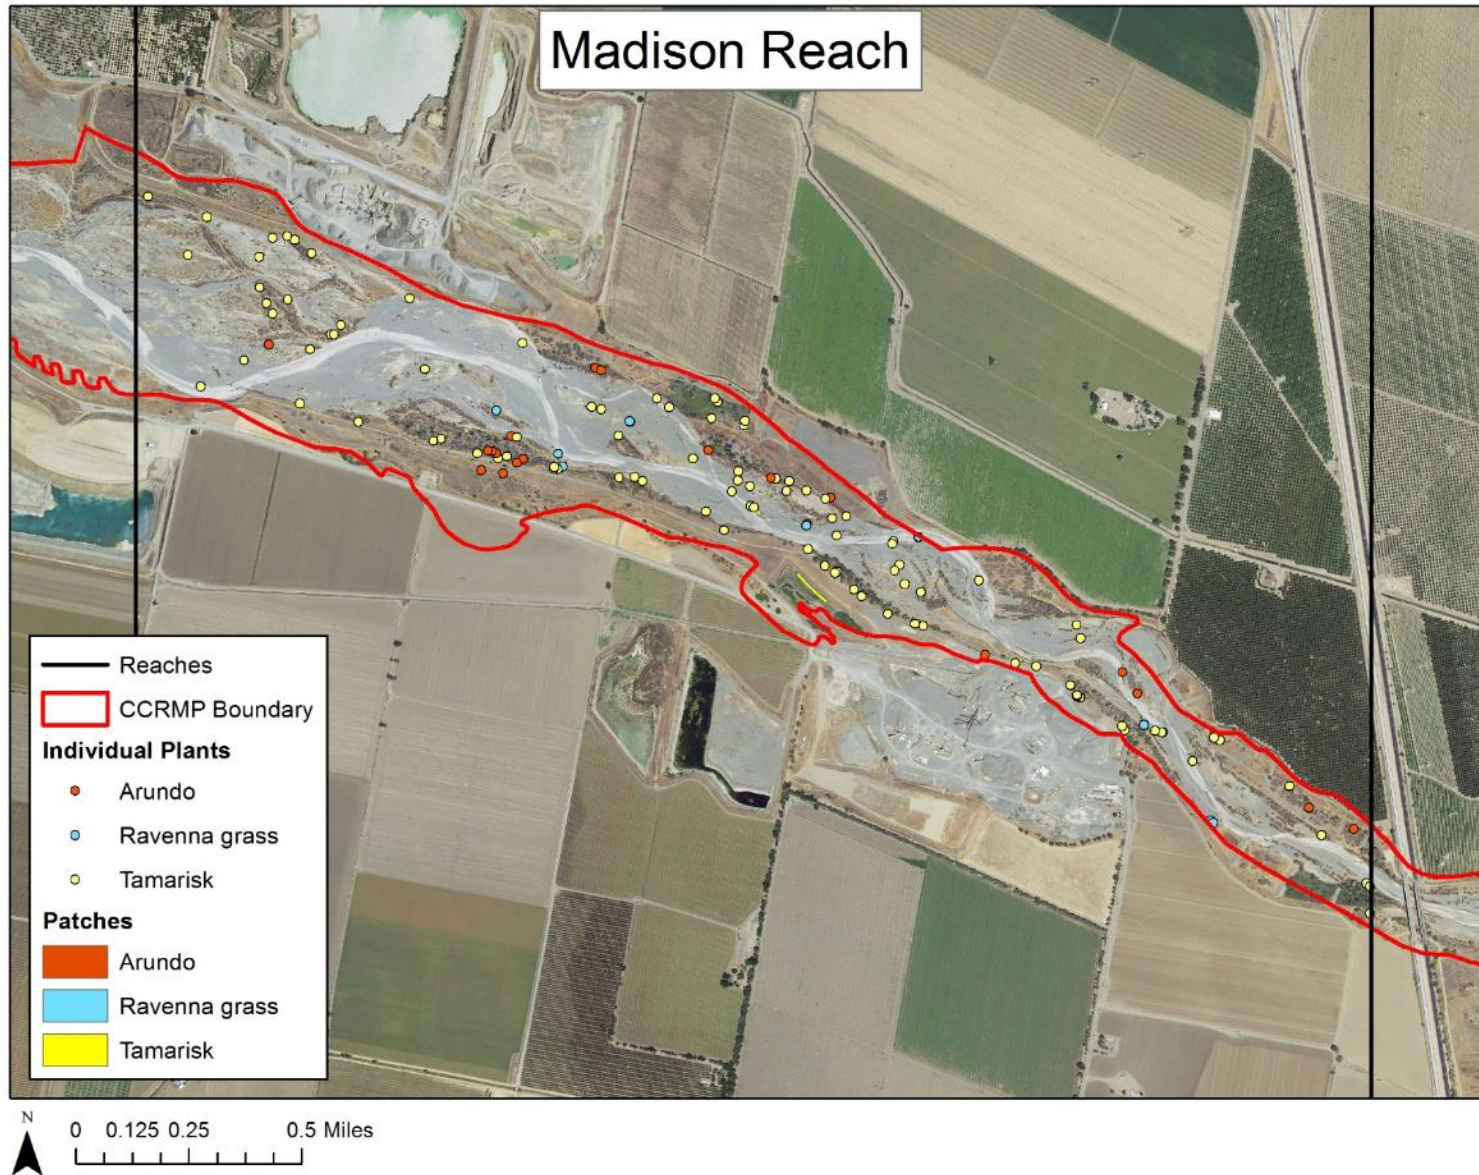 Madison Reach
Reaches
CCRMP Boundary
Individual Plants
Arundo
Ravenna grass
Tamarisk
Patches
Arundo
Ravenna grass
Tamarisk
N
0 0.125 0.25 0.5 Miles